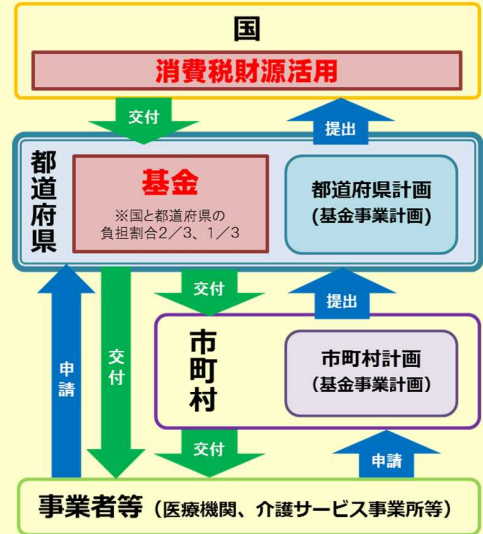 国
消費税財源活用
交付
提出
都道府県
基金
※国と都道府県の
負担割合2／3、1／3
都道府県計画
(基金事業計画)
申請
交付
交付
提出
市町村
市町村計画
(基金事業計画)
交付
申請
事業者等（医療機関、介護サービス事業所等）